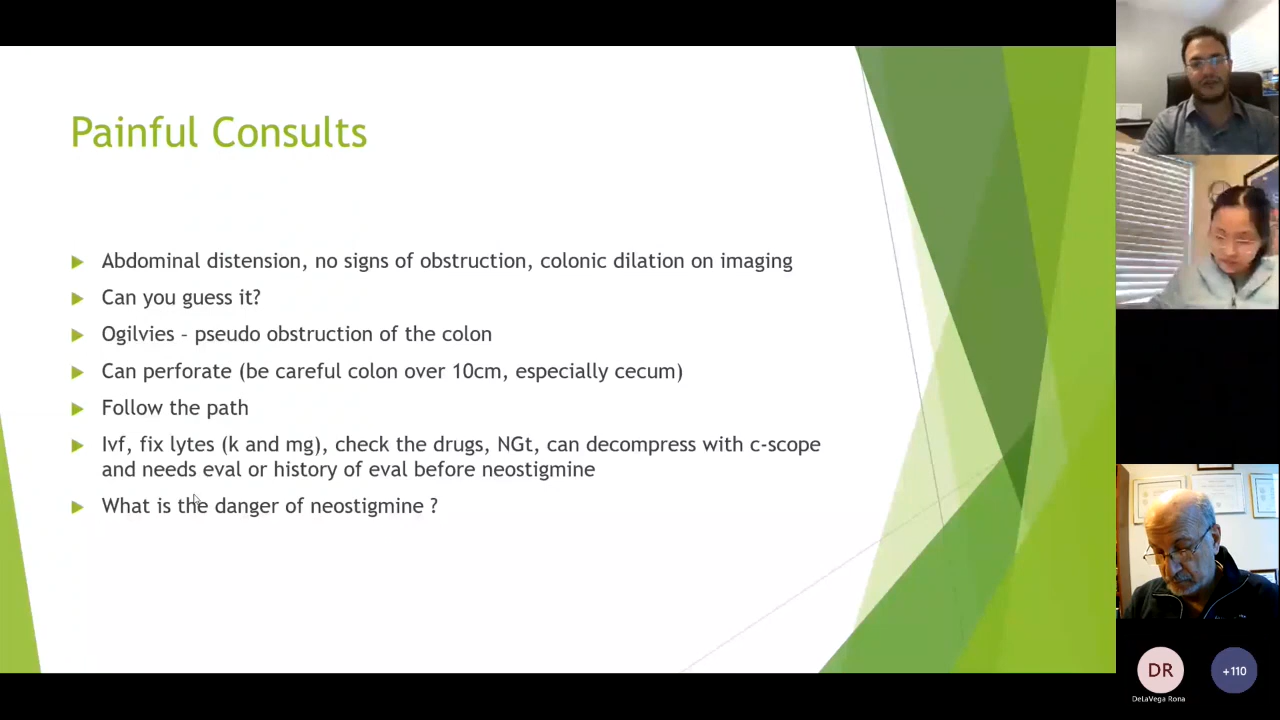 Painful Consults
Abdominal distension, no signs of obstruction, colonic dilation on imaging
Can you guess it?
Ogilvies - pseudo obstruction of the colon
Can perforate (be careful colon over 10cm, especially cecum)
Follow the path
Ivf, fix lytes (k and mg), check the drugs, NGt, can decompress with c-scope
and needs eval or history of eval before neostigmine
What is the danger of neostigmine ?
DR
+110
DeLaVega Rona